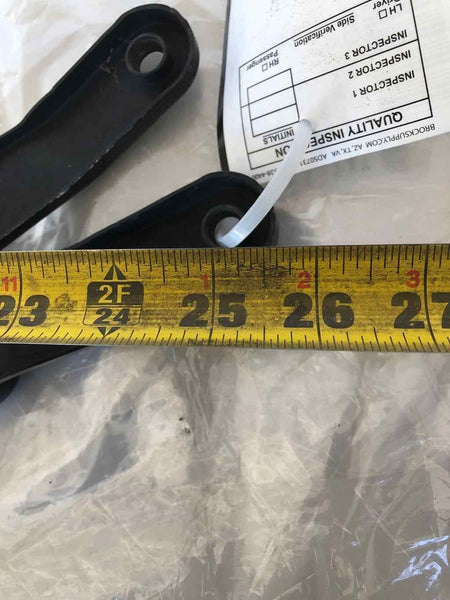 BROCKSUPPLY.COM AZ, TX, VA
QUALITY INSPECTION
INITIALS
INSPECTOR 1
INSPECTOR 2
INSPECTOR 3
Side Verification
RH LH
Passenger
11 1 2 3
2F
23 24 25 26 27